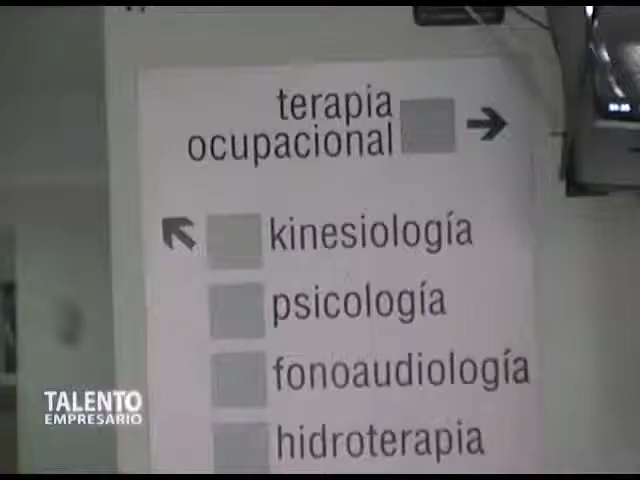 terapia
ocupacional
kinesiología
psicología
fonoaudiología
hidroterapia
TALENTO
EMPRESARIO